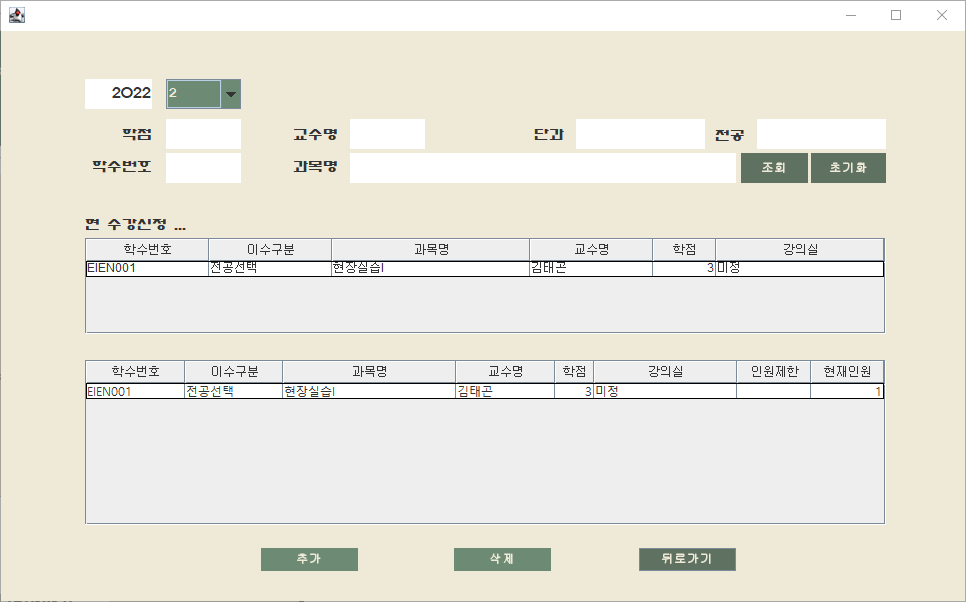 2022 2
학점 교수명 단과 전공
학수번호 과목명 조회 초기화
현 수강신청 ...
학수번호 이수구분 과목명 교수명 학점 강의실
EIEN001 전공선택 현장실습I 김태곤 3 미정
학수번호 이수구분 과목명 교수명 학점 강의실 인원제한 현재인원
EIEN001 전공선택 현장실습I 김태곤 3 미정 1
추가 삭제 뒤로가기